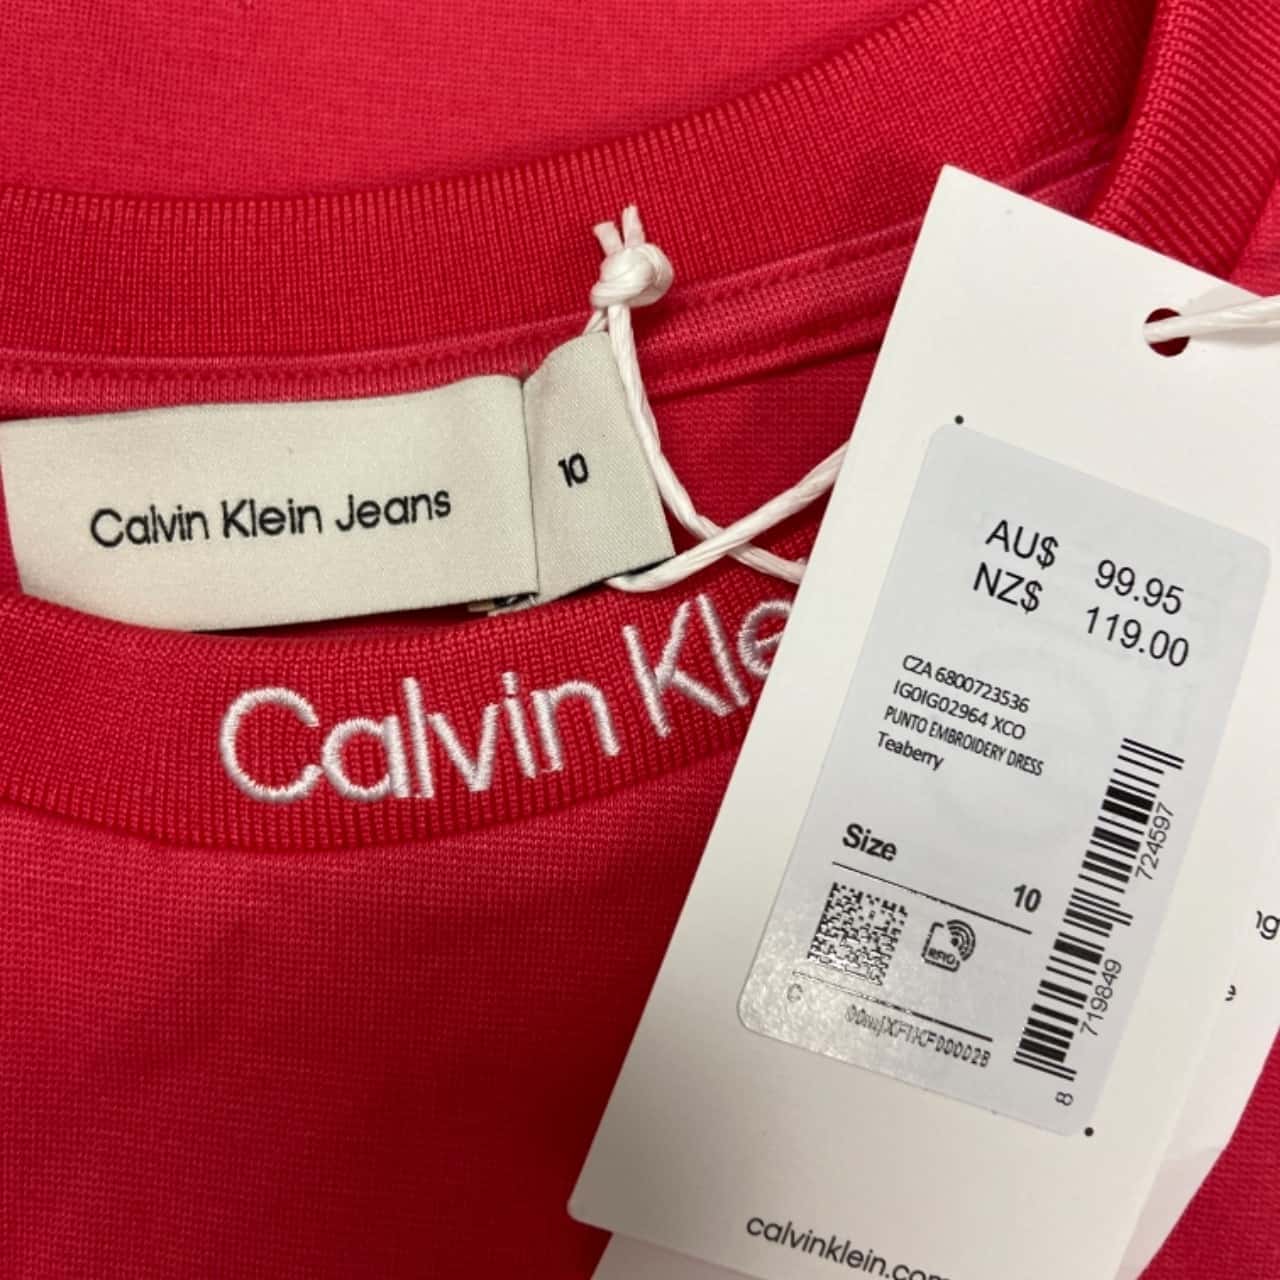 Calvin Klein Jeans
10
Calvin Kle
AU$ 99.95
NZ$ 119.00
CZA 6800723536
IG0IG02964 XCO
PUNTO EMBROIDERY DRESS
Teaberry
Size
10
RFID
C
8 719849 724597
calvinklein.com